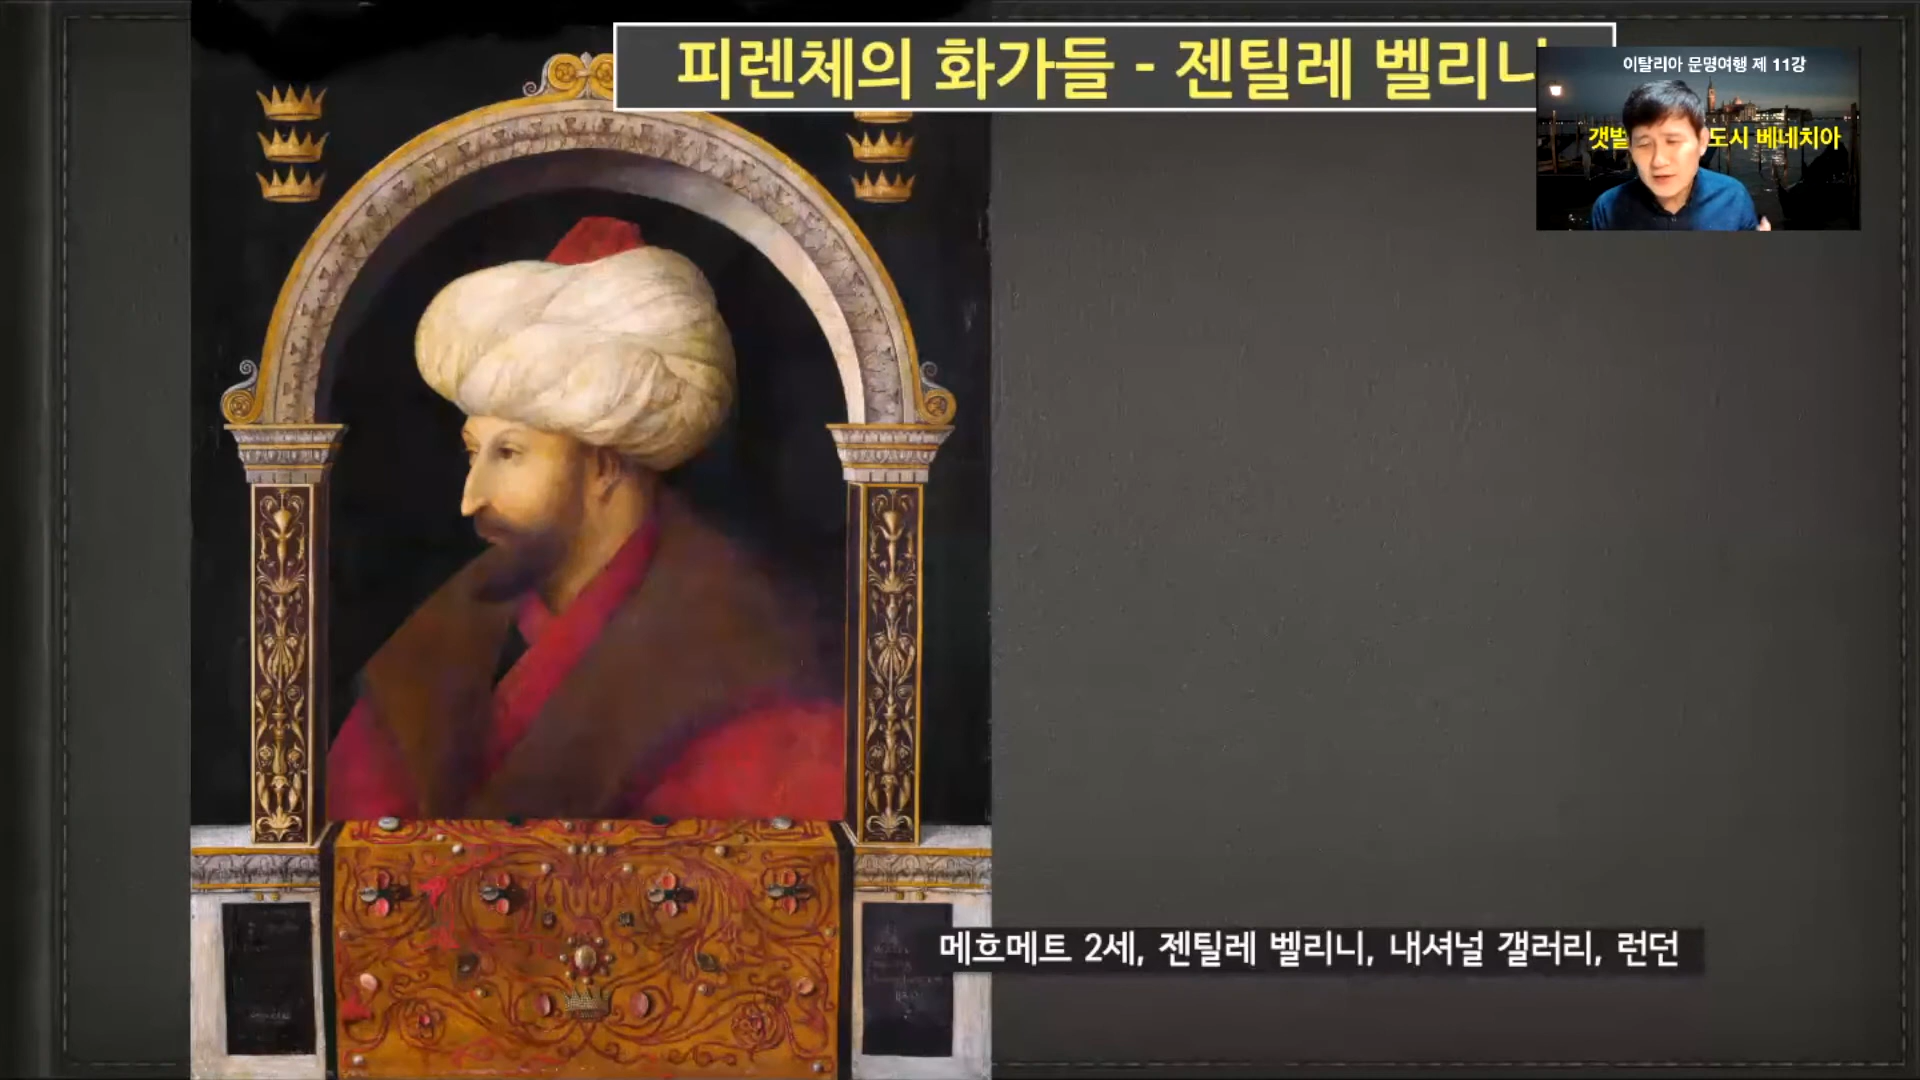 피렌체의 화가들 - 젠틸레 벨리니
이탈리아 문명여행 제 11강
도시 베네치아
메흐메트 2세, 젠틸레 벨리니, 내셔널 갤러리, 런던